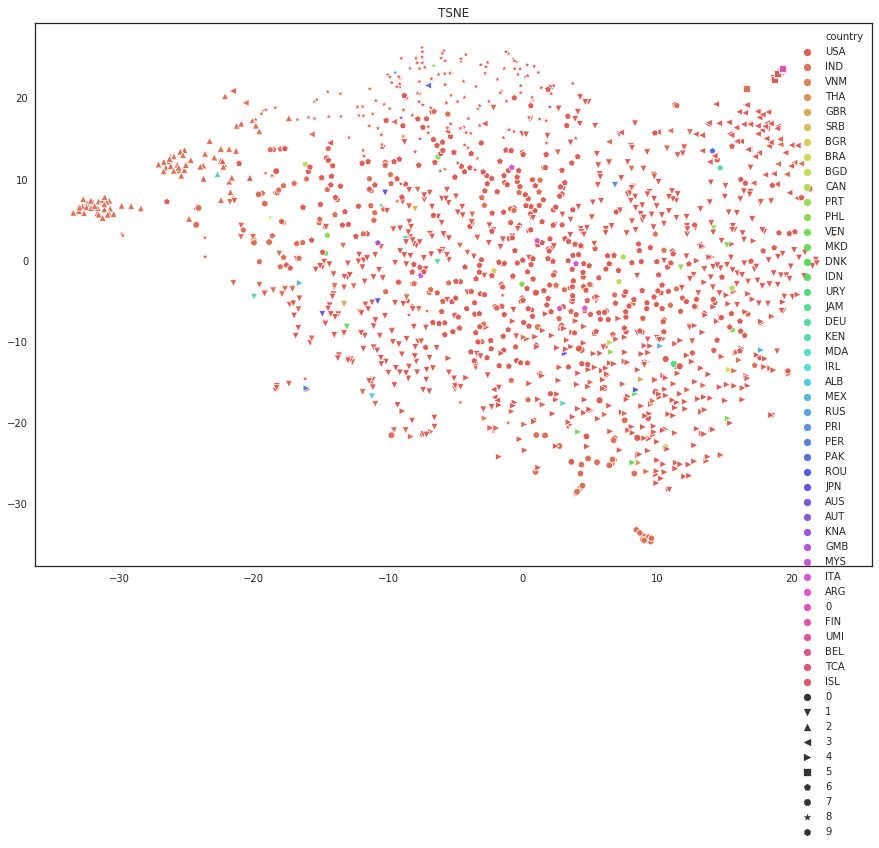 TSNE
20
10
0
−10
−20
−30
−30
−20
−10
0
10
20
country
USA
IND
VNM
THA
GBR
SRB
BGR
BRA
BGD
CAN
PRT
PHL
VEN
MKD
DNK
IDN
URY
JAM
DEU
KEN
MDA
IRL
ALB
MEX
RUS
PRI
PER
PAK
ROU
JPN
AUS
AUT
KNA
GMB
MYS
ITA
ARG
0
FIN
UMI
BEL
TCA
ISL
0
1
2
3
4
5
6
7
8
9